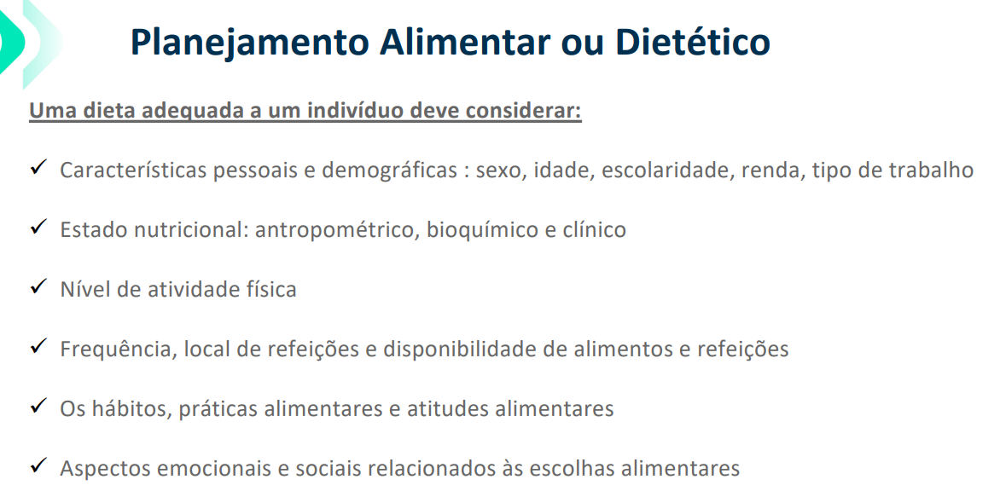 Planejamento Alimentar ou Dietético
Uma dieta adequada a um indivíduo deve considerar:
✓ Características pessoais e demográficas : sexo, idade, escolaridade, renda, tipo de trabalho
✓ Estado nutricional: antropométrico, bioquímico e clínico
✓ Nível de atividade física
✓ Frequência, local de refeições e disponibilidade de alimentos e refeições
✓ Os hábitos, práticas alimentares e atitudes alimentares
✓ Aspectos emocionais e sociais relacionados às escolhas alimentares